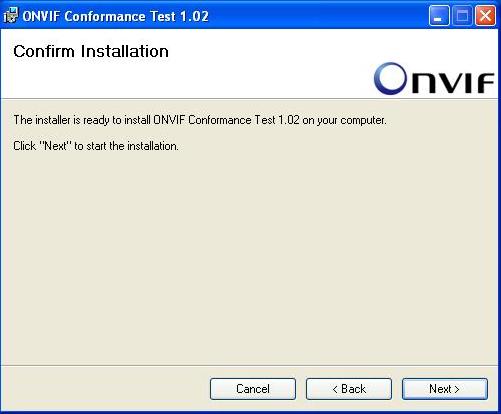 ONVIF Conformance Test 1.02
Confirm Installation
ONVIF
The installer is ready to install ONVIF Conformance Test 1.02 on your computer.
Click "Next" to start the installation.
Cancel
< Back
Next >